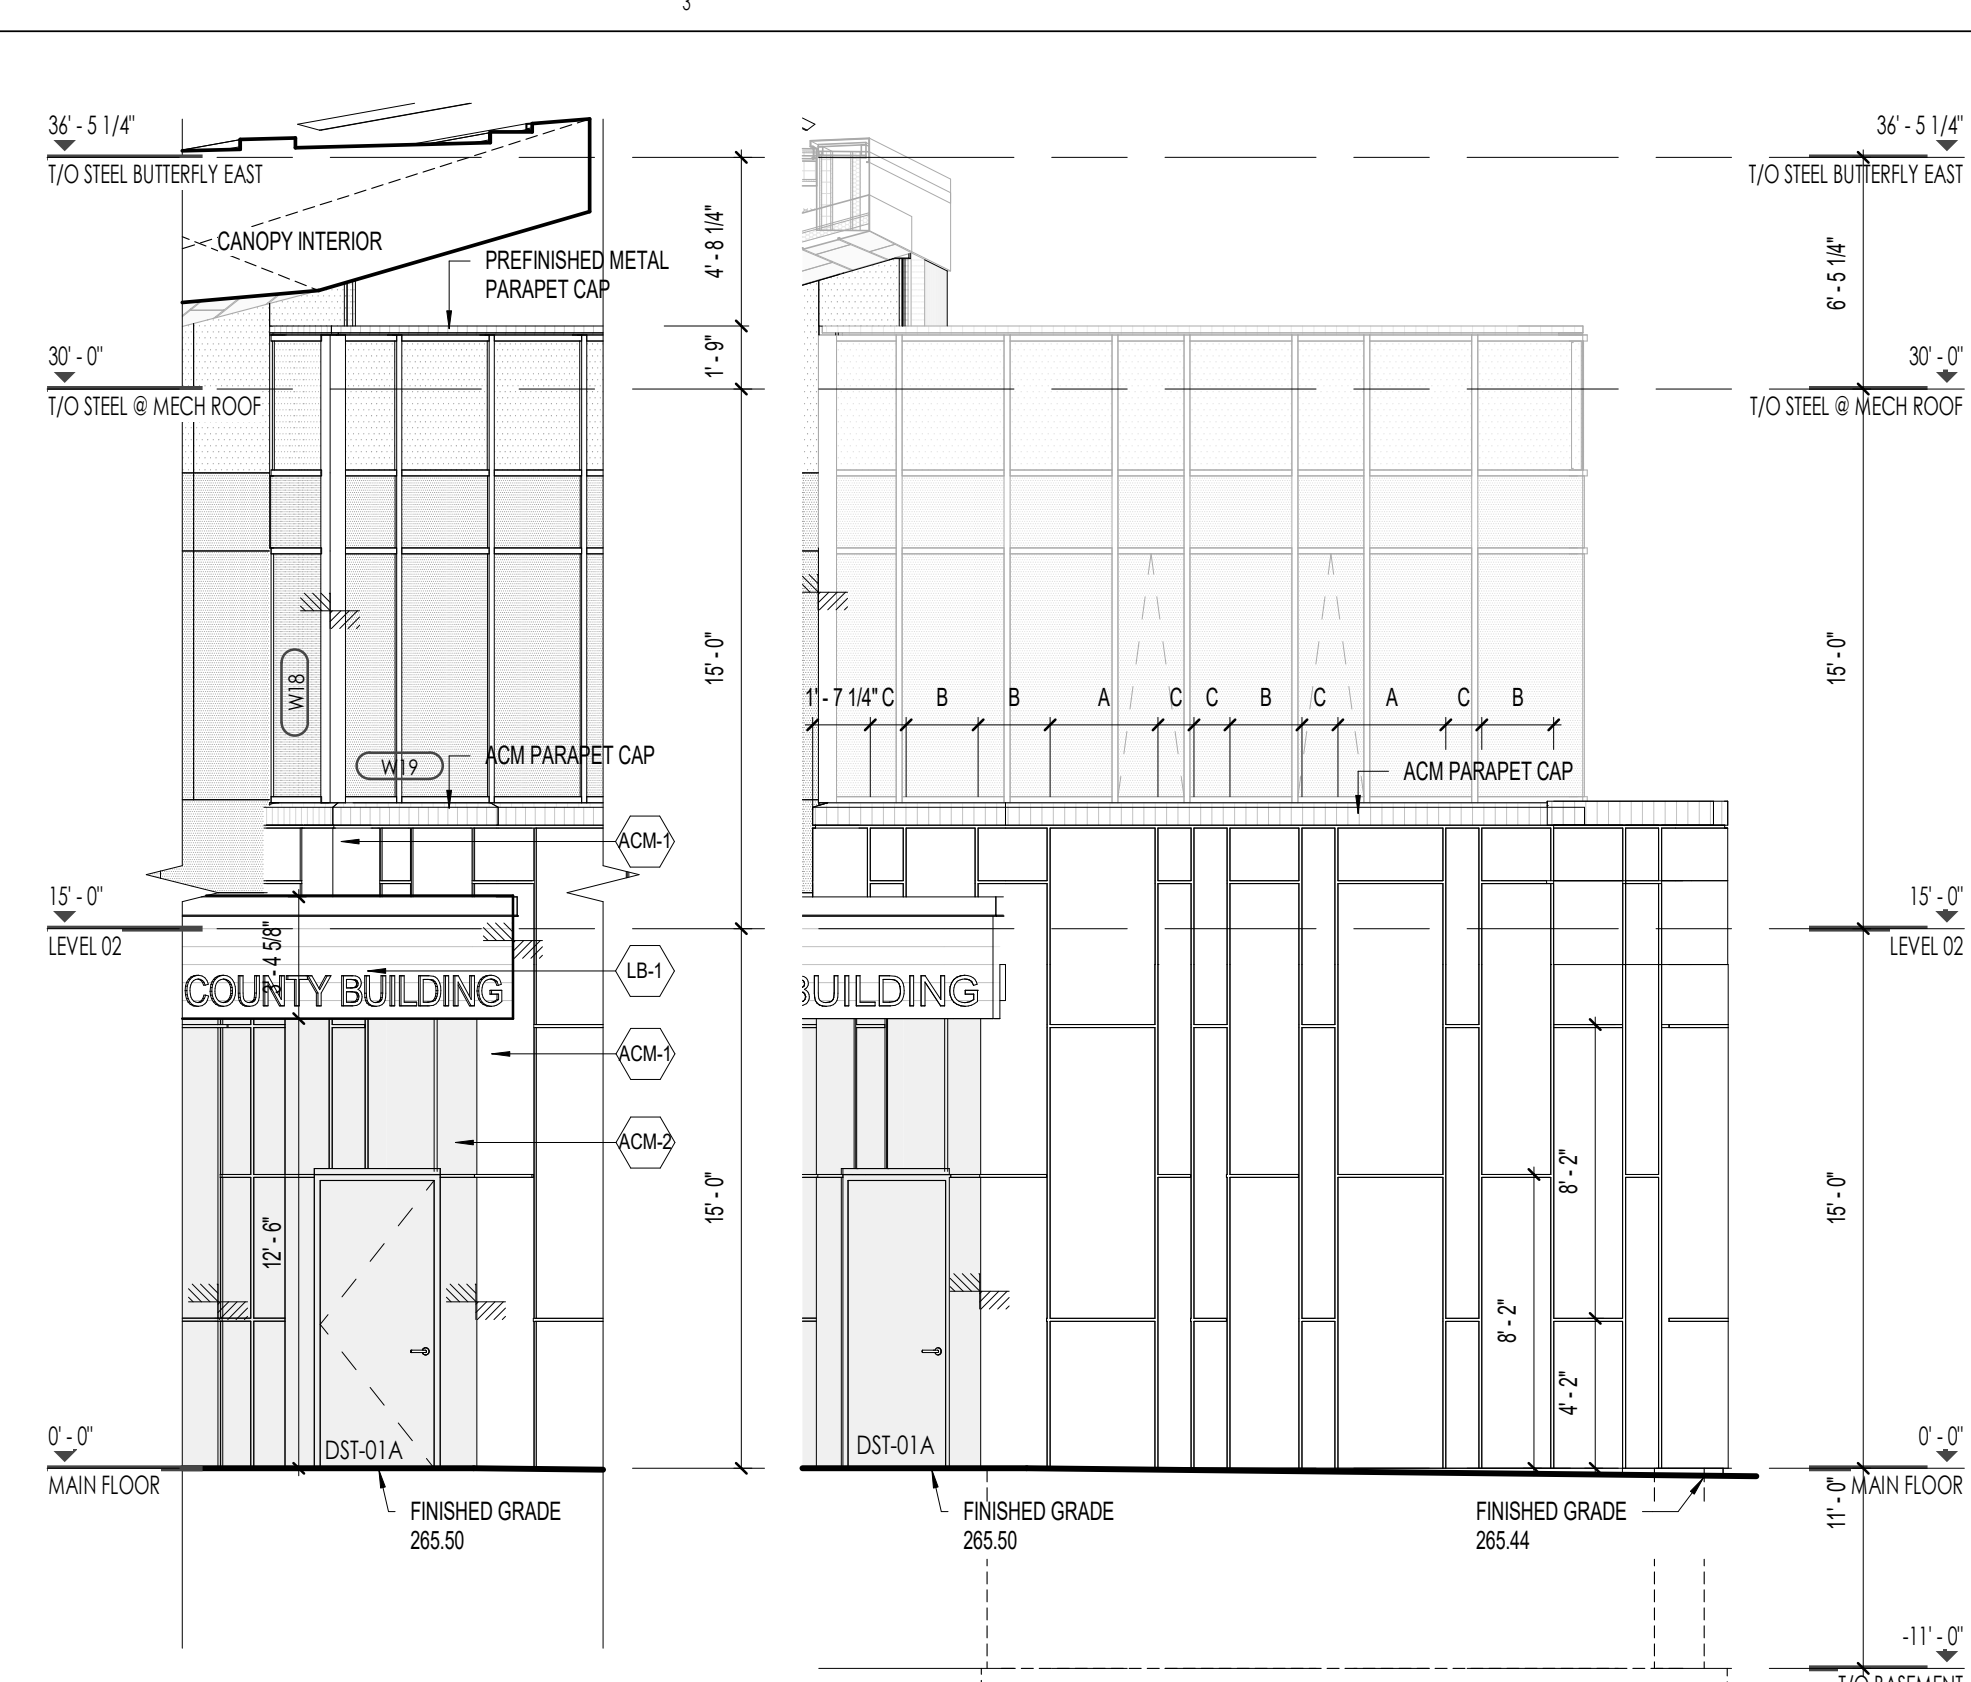 3
36' - 5 1/4"
T/O STEEL BUTTERFLY EAST
CANOPY INTERIOR
PREFINISHED METAL
PARAPET CAP
4' - 8 1/4"
36' - 5 1/4"
T/O STEEL BUTTERFLY EAST
6' - 5 1/4"
30' - 0"
T/O STEEL @ MECH ROOF
1' - 9"
30' - 0"
T/O STEEL @ MECH ROOF
15' - 0"
15' - 0"
W18
W19
ACM PARAPET CAP
1' - 7 1/4" C B B A C C B C A C B
ACM PARAPET CAP
ACM-1
15' - 0"
LEVEL 02
15' - 0"
LEVEL 02
3' - 4 5/8"
COUNTY BUILDING
LB-1
BUILDING
ACM-1
ACM-2
12' - 6"
15' - 0"
8' - 2"
8' - 2"
4' - 2"
15' - 0"
0' - 0"
MAIN FLOOR
DST-01A
DST-01A
0' - 0"
MAIN FLOOR
FINISHED GRADE
265.50
FINISHED GRADE
265.50
FINISHED GRADE
265.44
11' - 0"
-11' - 0"
T/O BASEMENT